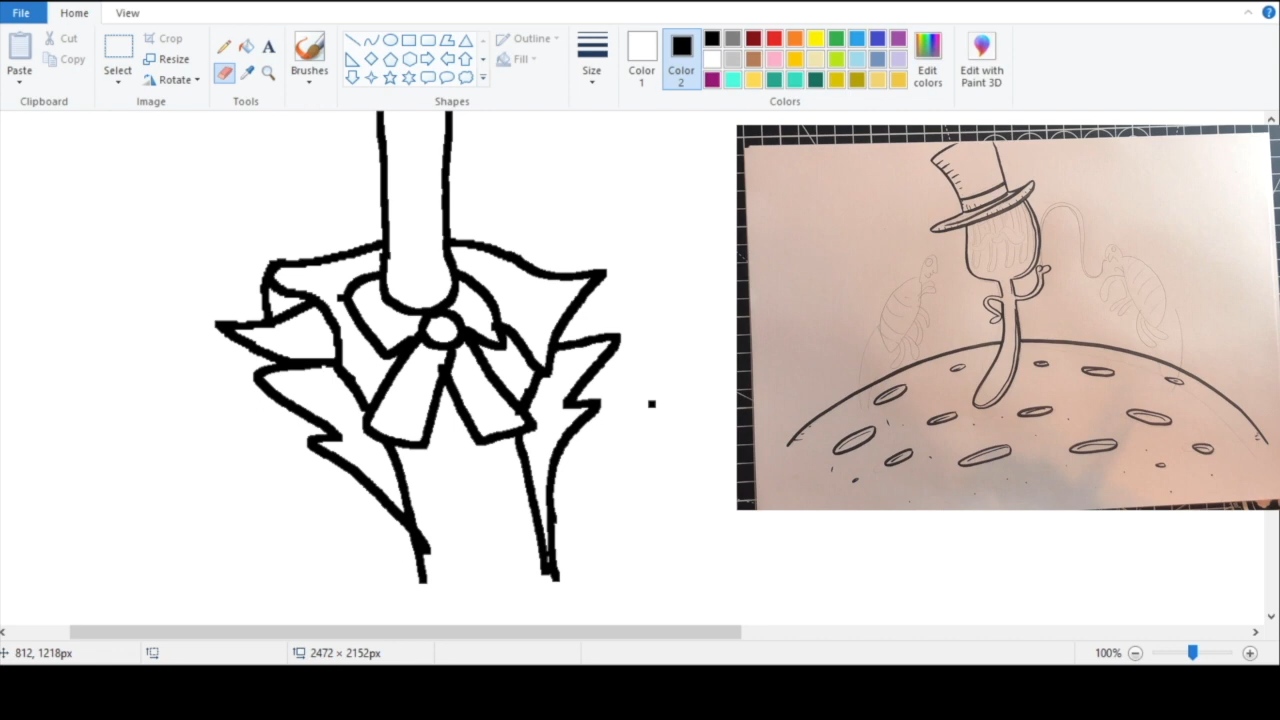 File Home View
Paste Cut Copy
Clipboard
Select Crop Resize Rotate
Image
A
Tools
Brushes
Outline Fill
Shapes
Size
Color 1
Color 2
Edit colors
Edit with Paint 3D
Colors
812, 1218px 2472 × 2152px 100%